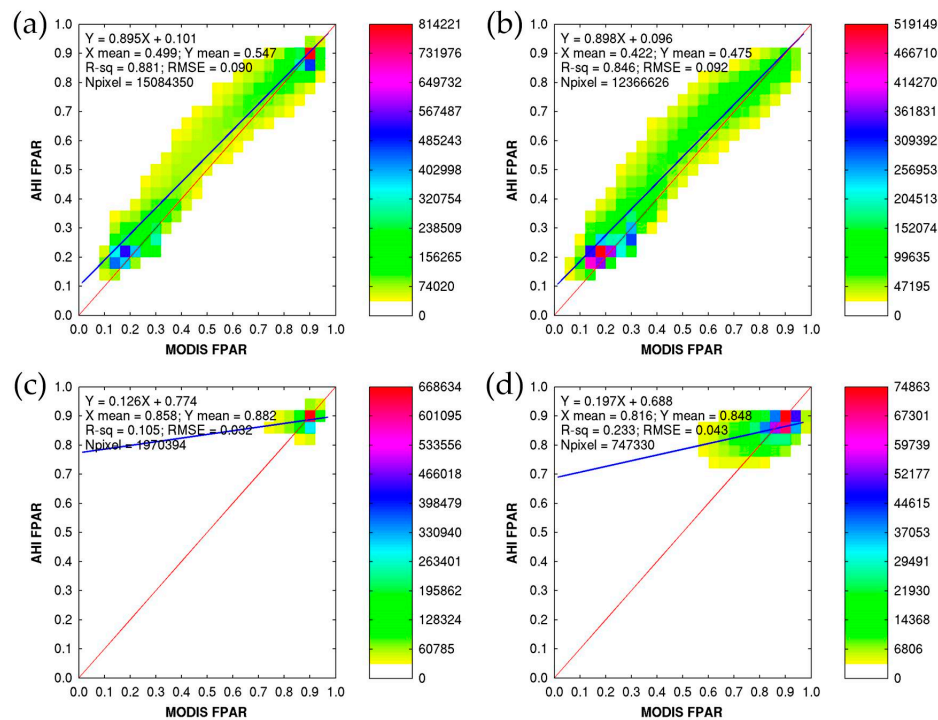 (a)
Y = 0.895X + 0.101
X mean = 0.499; Y mean = 0.547
R-sq = 0.881; RMSE = 0.090
Npixel = 15084350
1.0
0.9
0.8
0.7
0.6
0.5
0.4
0.3
0.2
0.1
0.0
AHI FPAR
0.0 0.1 0.2 0.3 0.4 0.5 0.6 0.7 0.8 0.9 1.0
MODIS FPAR
814221
731976
649732
567487
485243
402998
320754
238509
156265
74020
0
(b)
Y = 0.898X + 0.096
X mean = 0.422; Y mean = 0.475
R-sq = 0.846; RMSE = 0.092
Npixel = 12366626
1.0
0.9
0.8
0.7
0.6
0.5
0.4
0.3
0.2
0.1
0.0
AHI FPAR
0.0 0.1 0.2 0.3 0.4 0.5 0.6 0.7 0.8 0.9 1.0
MODIS FPAR
519149
466710
414270
361831
309392
256953
204513
152074
99635
47195
0
(c)
Y = 0.126X + 0.774
X mean = 0.858; Y mean = 0.882
R-sq = 0.105; RMSE = 0.032
Npixel = 1970394
1.0
0.9
0.8
0.7
0.6
0.5
0.4
0.3
0.2
0.1
0.0
AHI FPAR
0.0 0.1 0.2 0.3 0.4 0.5 0.6 0.7 0.8 0.9 1.0
MODIS FPAR
668634
601095
533556
466018
398479
330940
263401
195862
128324
60785
0
(d)
Y = 0.197X + 0.688
X mean = 0.816; Y mean = 0.848
R-sq = 0.233; RMSE = 0.043
Npixel = 747330
1.0
0.9
0.8
0.7
0.6
0.5
0.4
0.3
0.2
0.1
0.0
AHI FPAR
0.0 0.1 0.2 0.3 0.4 0.5 0.6 0.7 0.8 0.9 1.0
MODIS FPAR
74863
67301
59739
52177
44615
37053
29491
21930
14368
6806
0